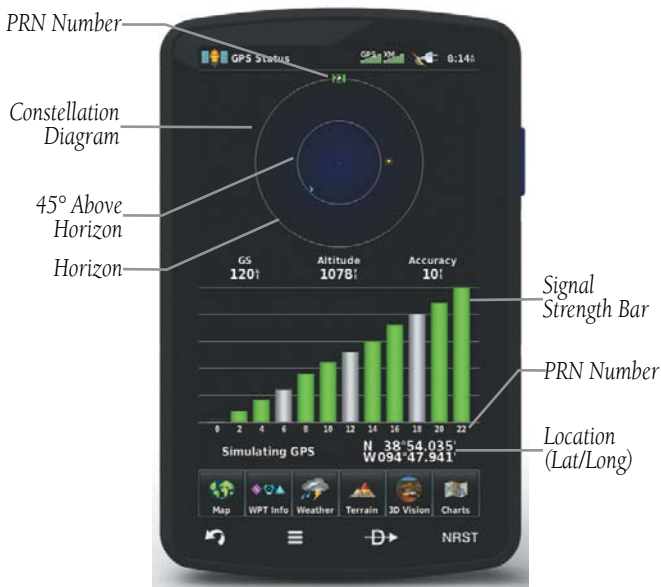 PRN Number
GPS Status
GPS XM
8:14
Constellation
Diagram
45° Above
Horizon
Horizon
GS
Altitude
Accuracy
120
1078
10
Signal
Strength Bar
0 2 4 6 8 10 12 14 16 18 20 22
PRN Number
Simulating GPS
N 38°54.035'
W094°47.941'
Location
(Lat/Long)
Map
WPT Info
Weather
Terrain
3D Vision
Charts
NRST